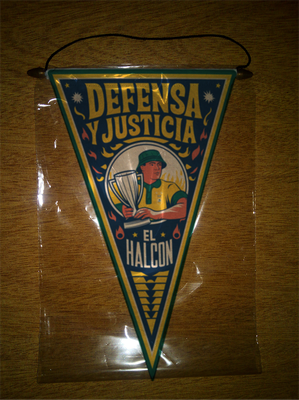 DEFENSA
Y JUSTICIA
EL
HALCON